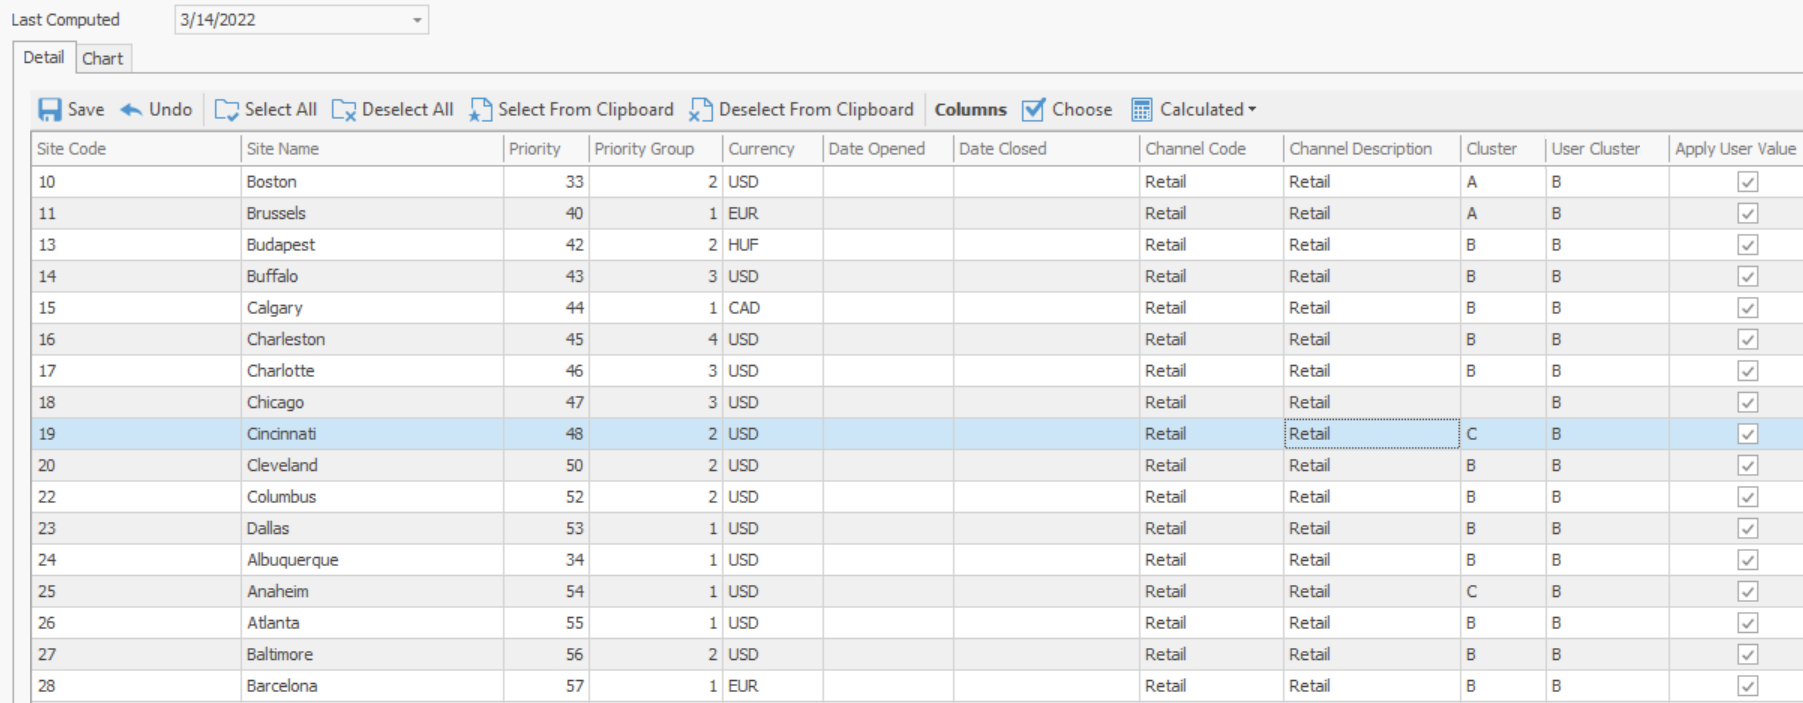 Last Computed 3/14/2022
Detail Chart
Save Undo Select All Deselect All Select From Clipboard Deselect From Clipboard Columns Choose Calculated
Site Code Site Name Priority Priority Group Currency Date Opened Date Closed Channel Code Channel Description Cluster User Cluster Apply User Value
10 Boston 33 2 USD Retail Retail A B
11 Brussels 40 1 EUR Retail Retail A B
13 Budapest 42 2 HUF Retail Retail B B
14 Buffalo 43 3 USD Retail Retail B B
15 Calgary 44 1 CAD Retail Retail B B
16 Charleston 45 4 USD Retail Retail B B
17 Charlotte 46 3 USD Retail Retail B B
18 Chicago 47 3 USD Retail Retail B
19 Cincinnati 48 2 USD Retail Retail C B
20 Cleveland 50 2 USD Retail Retail B B
22 Columbus 52 2 USD Retail Retail B B
23 Dallas 53 1 USD Retail Retail B B
24 Albuquerque 34 1 USD Retail Retail B B
25 Anaheim 54 1 USD Retail Retail C B
26 Atlanta 55 1 USD Retail Retail B B
27 Baltimore 56 2 USD Retail Retail B B
28 Barcelona 57 1 EUR Retail Retail B B